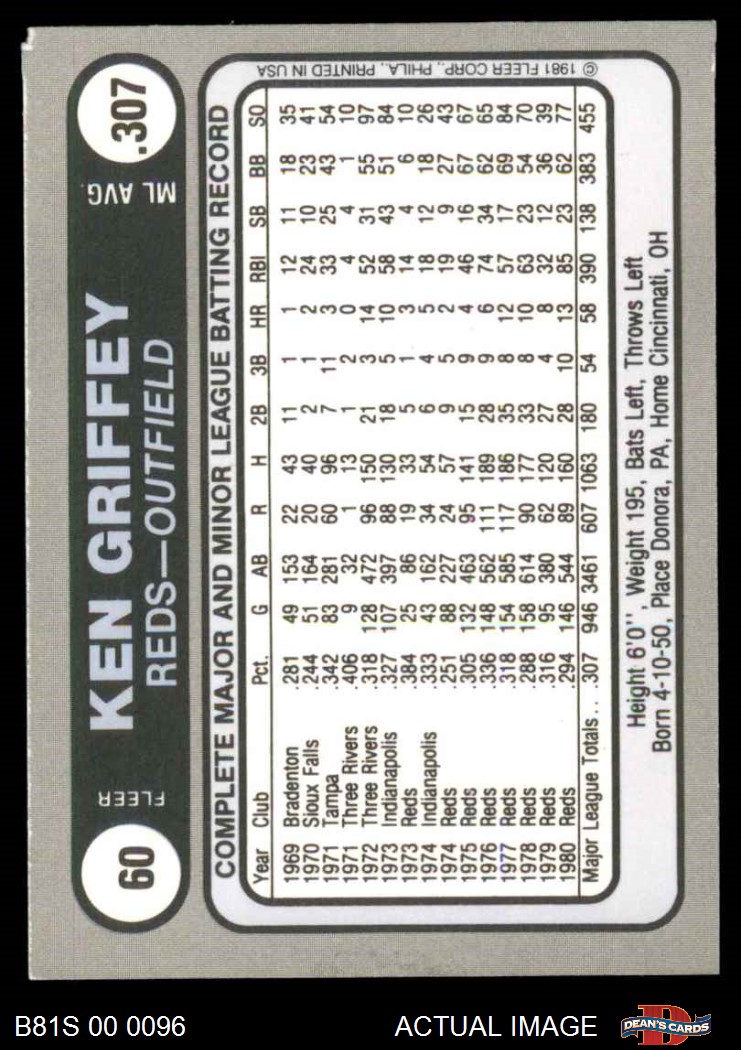 60
FLEER
KEN GRIFFEY
REDS—OUTFIELD
ML AVG.
.307
COMPLETE MAJOR AND MINOR LEAGUE BATTING RECORD
Year Club Pct. G AB R H 2B 3B HR RBI SB BB SO
1969 Bradenton .281 49 153 22 43 11 1 1 12 11 18 35
1970 Sioux Falls .244 51 164 20 40 2 1 2 24 10 23 41
1971 Tampa .342 83 281 60 96 7 11 3 33 25 43 54
1971 Three Rivers .406 9 32 1 13 1 2 0 4 4 1 10
1972 Three Rivers .318 128 472 96 150 21 3 14 52 31 55 97
1973 Indianapolis .327 107 397 88 130 18 5 10 58 43 51 84
1973 Reds .384 25 86 19 33 5 1 3 14 4 6 10
1974 Indianapolis .333 43 162 34 54 6 4 5 18 12 18 26
1974 Reds .251 88 227 24 57 9 5 2 19 9 27 43
1975 Reds .305 132 463 95 141 15 9 4 46 16 67 67
1976 Reds .336 148 562 111 189 28 9 6 74 34 62 65
1977 Reds .318 154 585 117 186 35 8 12 57 17 69 84
1978 Reds .288 158 614 90 177 33 8 10 63 23 54 70
1979 Reds .316 95 380 62 120 27 4 8 32 12 36 39
1980 Reds .294 146 544 89 160 28 10 13 85 23 62 77
Major League Totals . . .307 946 3461 607 1063 180 54 58 390 138 383 455
Height 6'0'', Weight 195, Bats Left, Throws Left
Born 4-10-50, Place Donora, PA, Home Cincinnati, OH
© 1981 FLEER CORP., PHILA., PRINTED IN USA
B81S 00 0096
ACTUAL IMAGE
D
DEAN'S CARDS